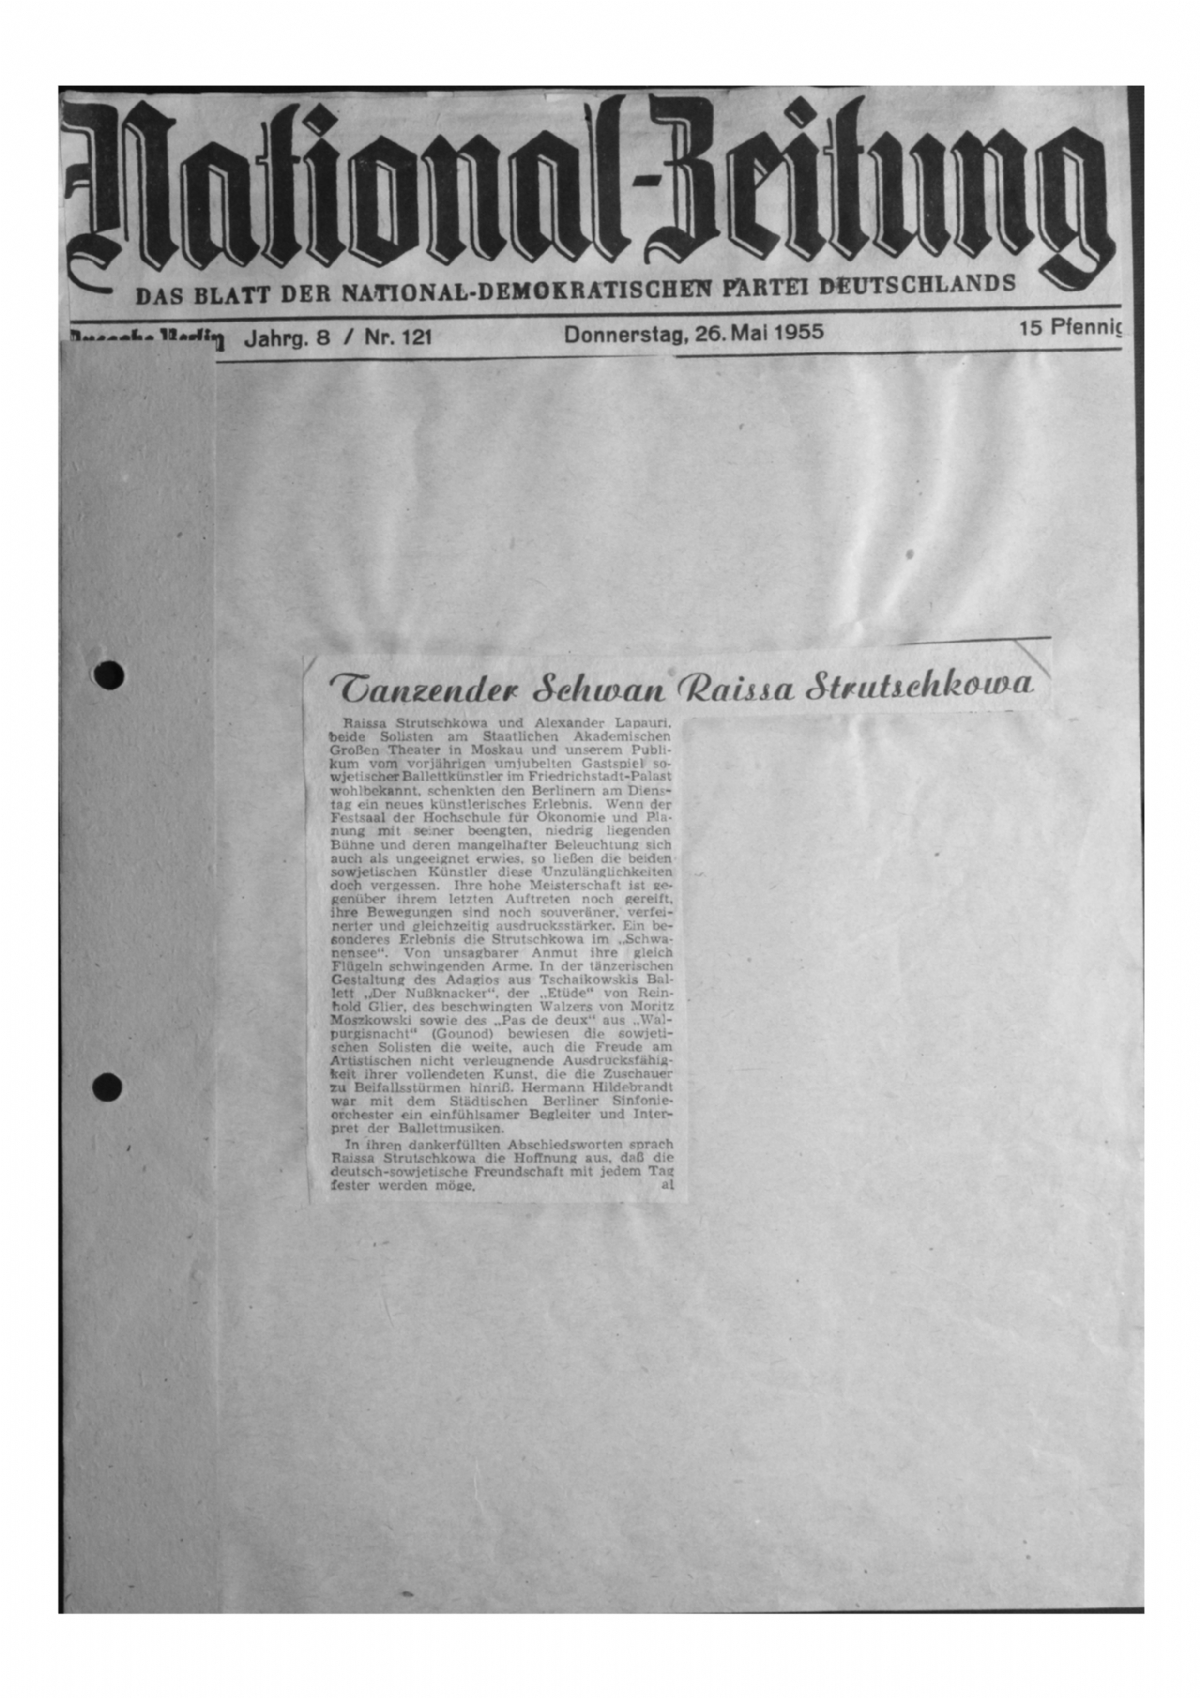 National-Zeitung
DAS BLATT DER NATIONAL-DEMOKRATISCHEN PARTEI DEUTSCHLANDS
Ausgabe Berlin Jahrg. 8 / Nr. 121 Donnerstag, 26. Mai 1955 15 Pfennig
Tanzender Schwan Raissa Strutschkowa
Raissa Strutschkowa und Alexander Lapauri,
beide Solisten am Staatlichen Akademischen
Großen Theater in Moskau und unserem Publi-
kum vom vorjährigen umjubelten Gastspiel so-
wjetischer Ballettkünstler im Friedrichstadt-Palast
wohlbekannt, schenkten den Berlinern am Diens-
tag ein neues künstlerisches Erlebnis. Wenn der
Festsaal der Hochschule für Ökonomie und Pla-
nung mit seiner beengten, niedrig liegenden
Bühne und deren mangelhafter Beleuchtung sich
auch als ungeeignet erwies, so ließen die beiden
sowjetischen Künstler diese Unzulänglichkeiten
doch vergessen. Ihre hohe Meisterschaft ist ge-
genüber ihrem letzten Auftreten noch gereift,
ihre Bewegungen sind noch souveräner, verfei-
nerter und gleichzeitig ausdrucksstärker. Ein be-
sonderes Erlebnis die Strutschkowa im „Schwa-
nensee“. Von unsagbarer Anmut ihre gleich
Flügeln schwingenden Arme. In der tänzerischen
Gestaltung des Adagios aus Tschaikowskis Bal-
lett „Der Nußknacker“, der „Etüde“ von Rein-
hold Glier, des beschwingten Walzers von Moritz
Moszkowski sowie des „Pas de deux“ aus „Wal-
purgisnacht“ (Gounod) bewiesen die sowjeti-
schen Solisten die weite, auch die Freude am
Artistischen nicht verleugnende Ausdrucksfähig-
keit ihrer vollendeten Kunst, die die Zuschauer
zu Beifallsstürmen hinriß. Hermann Hildebrandt
war mit dem Städtischen Berliner Sinfonie-
orchester ein einfühlsamer Begleiter und Inter-
pret der Ballettmusiken.
In ihren dankerfüllten Abschiedsworten sprach
Raissa Strutschkowa die Hoffnung aus, daß die
deutsch-sowjetische Freundschaft mit jedem Tag
fester werden möge. al